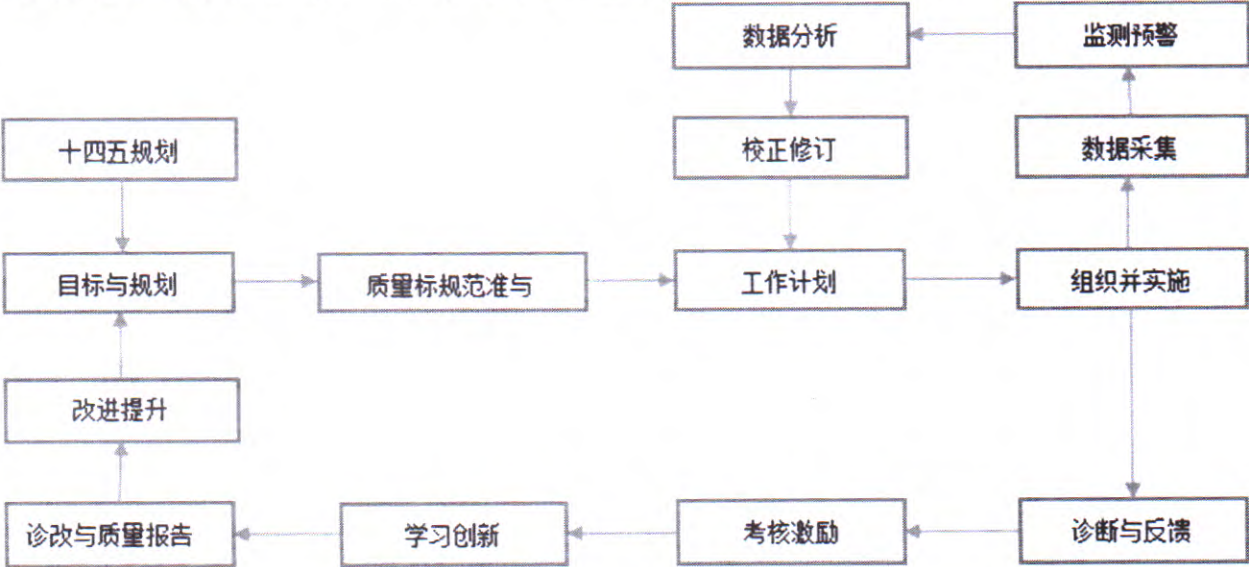 数据分析
监测预警
十四五规划
校正修订
数据采集
目标与规划
质量标规范准与
工作计划
组织并实施
改进提升
诊改与质量报告
学习创新
考核激励
诊断与反馈